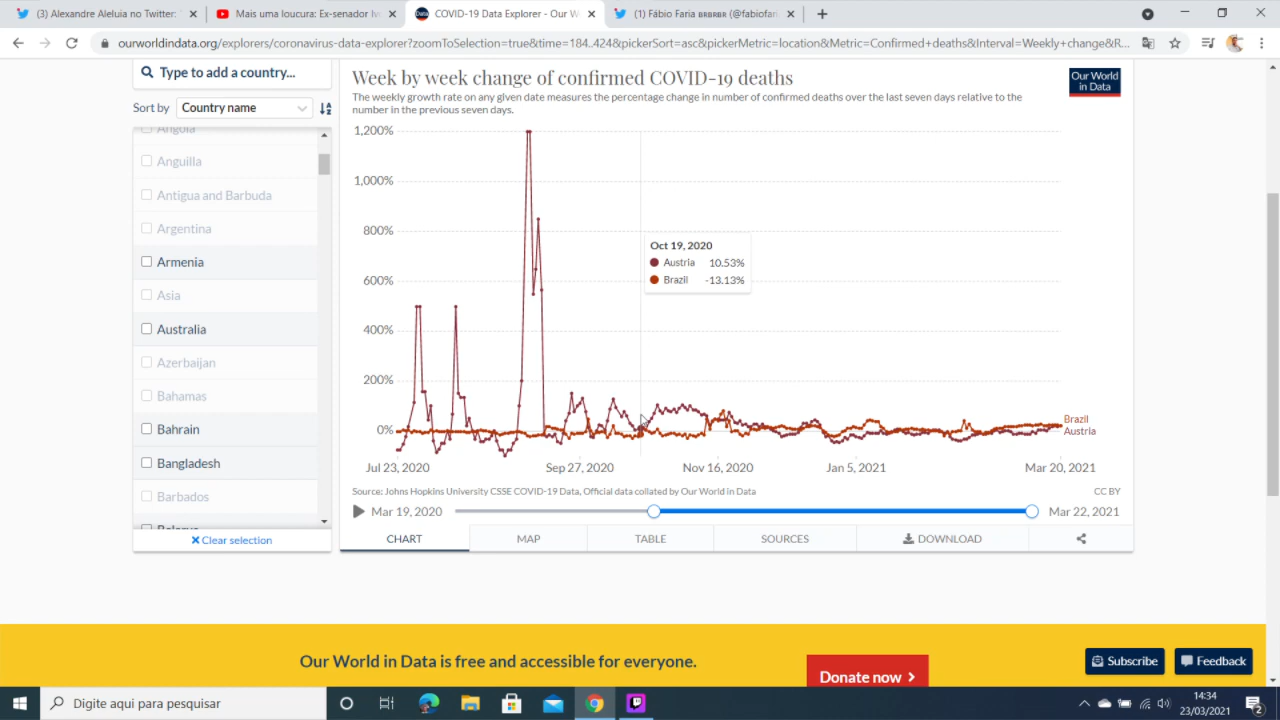 (3) Alexandre Aleluia no Twitter:
Mais uma loucura: Ex-senador Iv
COVID-19 Data Explorer - Our W
(1) Fábio Faria ʙʀʙʀʙʀ (@fabiofari
ourworldindata.org/explorers/coronavirus-data-explorer?zoomToSelection=true&time=184..424&pickerSort=asc&pickerMetric=location&Metric=Confirmed+deaths&Interval=Weekly+change&R...
Type to add a country...
Sort by Country name
Angola
Anguilla
Antigua and Barbuda
Argentina
Armenia
Asia
Australia
Azerbaijan
Bahamas
Bahrain
Bangladesh
Barbados
Belarus
Clear selection
Week by week change of confirmed COVID-19 deaths
Our World
in Data
The weekly growth rate on any given date measures the percentage change in number of confirmed deaths over the last seven days relative to the
number in the previous seven days.
1,200%
1,000%
800%
600%
400%
200%
0%
Oct 19, 2020
Austria 10.53%
Brazil -13.13%
Brazil
Austria
Jul 23, 2020 Sep 27, 2020 Nov 16, 2020 Jan 5, 2021 Mar 20, 2021
Source: Johns Hopkins University CSSE COVID-19 Data, Official data collated by Our World in Data CC BY
Mar 19, 2020 Mar 22, 2021
CHART MAP TABLE SOURCES DOWNLOAD
Our World in Data is free and accessible for everyone.
Donate now
Subscribe
Feedback
Digite aqui para pesquisar
14:34
23/03/2021
2